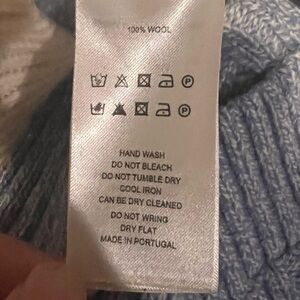 100% WOOL
HAND WASH
DO NOT BLEACH
DO NOT TUMBLE DRY
COOL IRON
CAN BE DRY CLEANED
DO NOT WRING
DRY FLAT
MADE IN PORTUGAL